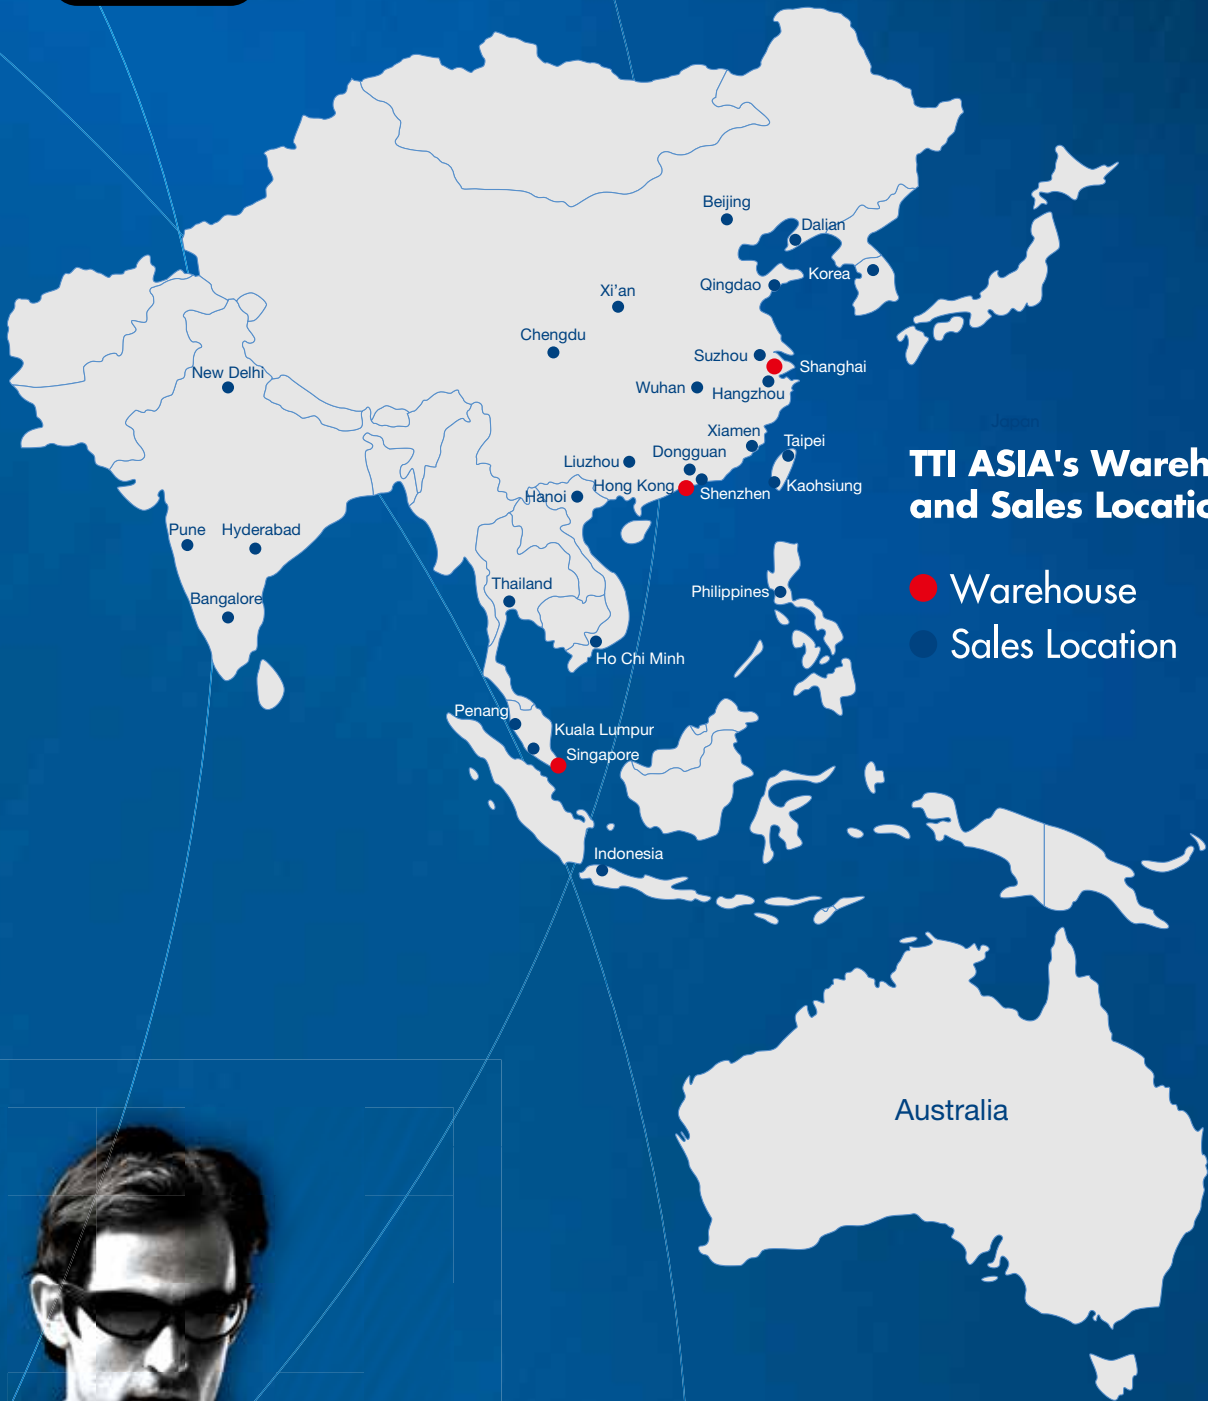 Beijing
Dalian
Korea
Qingdao
Xi'an
Chengdu
Suzhou
Shanghai
New Delhi
Wuhan
Hangzhou
Japan
Xiamen
Taipei
Dongguan
Liuzhou
TTI ASIA's Wareh
Hong Kong
Kaohsiung
Shenzhen
Hanoi
and Sales Locatio
Pune
Hyderabad
Thailand
Warehouse
Philippines
Bangalore
Sales Location
Ho Chi Minh
Penang
Kuala Lumpur
Singapore
Indonesia
Australia